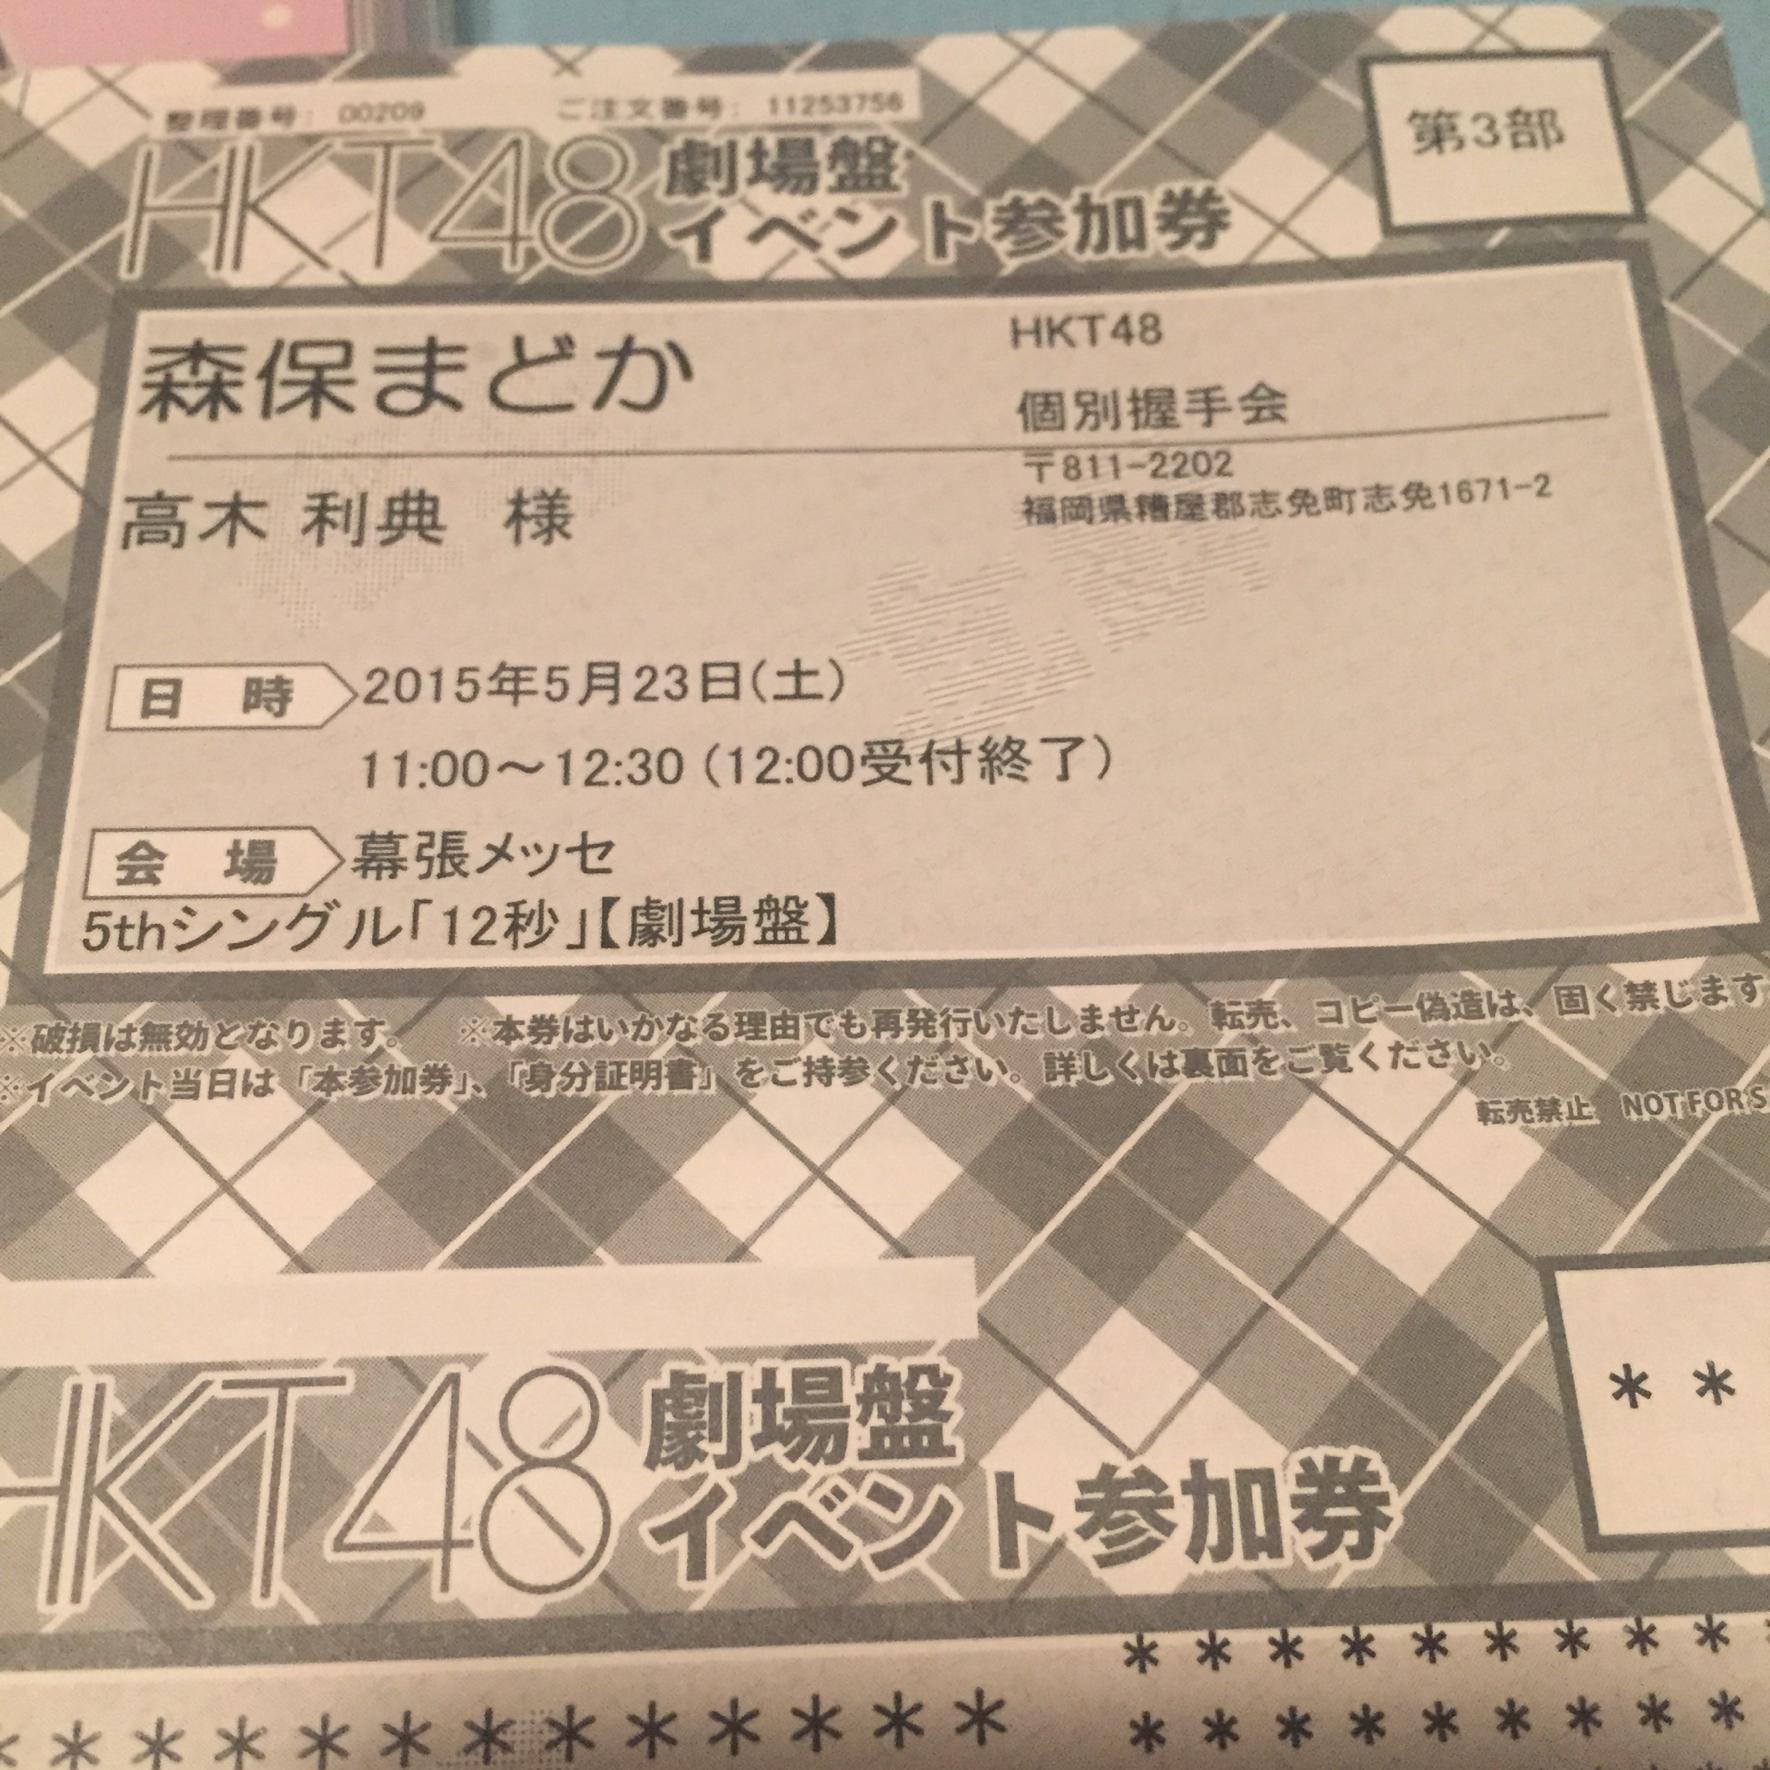 整理番号: 00209 ご注文番号: 11253756
HKT48 劇場盤
イベント参加券
第3部
森保まどか
HKT48
個別握手会
〒811-2202
福岡県糟屋郡志免町志免1671-2
高木 利典 様
日 時 2015年5月23日(土)
11:00～12:30 (12:00受付終了)
会 場 幕張メッセ
5thシングル「12秒」【劇場盤】
※破損は無効となります。 ※本券はいかなる理由でも再発行いたしません。転売、コピー偽造は、固く禁じます
※イベント当日は「本参加券」、「身分証明書」をご持参ください。詳しくは裏面をご覧ください。
転売禁止 NOT FOR S
HKT48 劇場盤
イベント参加券
* *
* * * * * * * * *
* * * * * * * * * * * * *
* * * * * * * * *